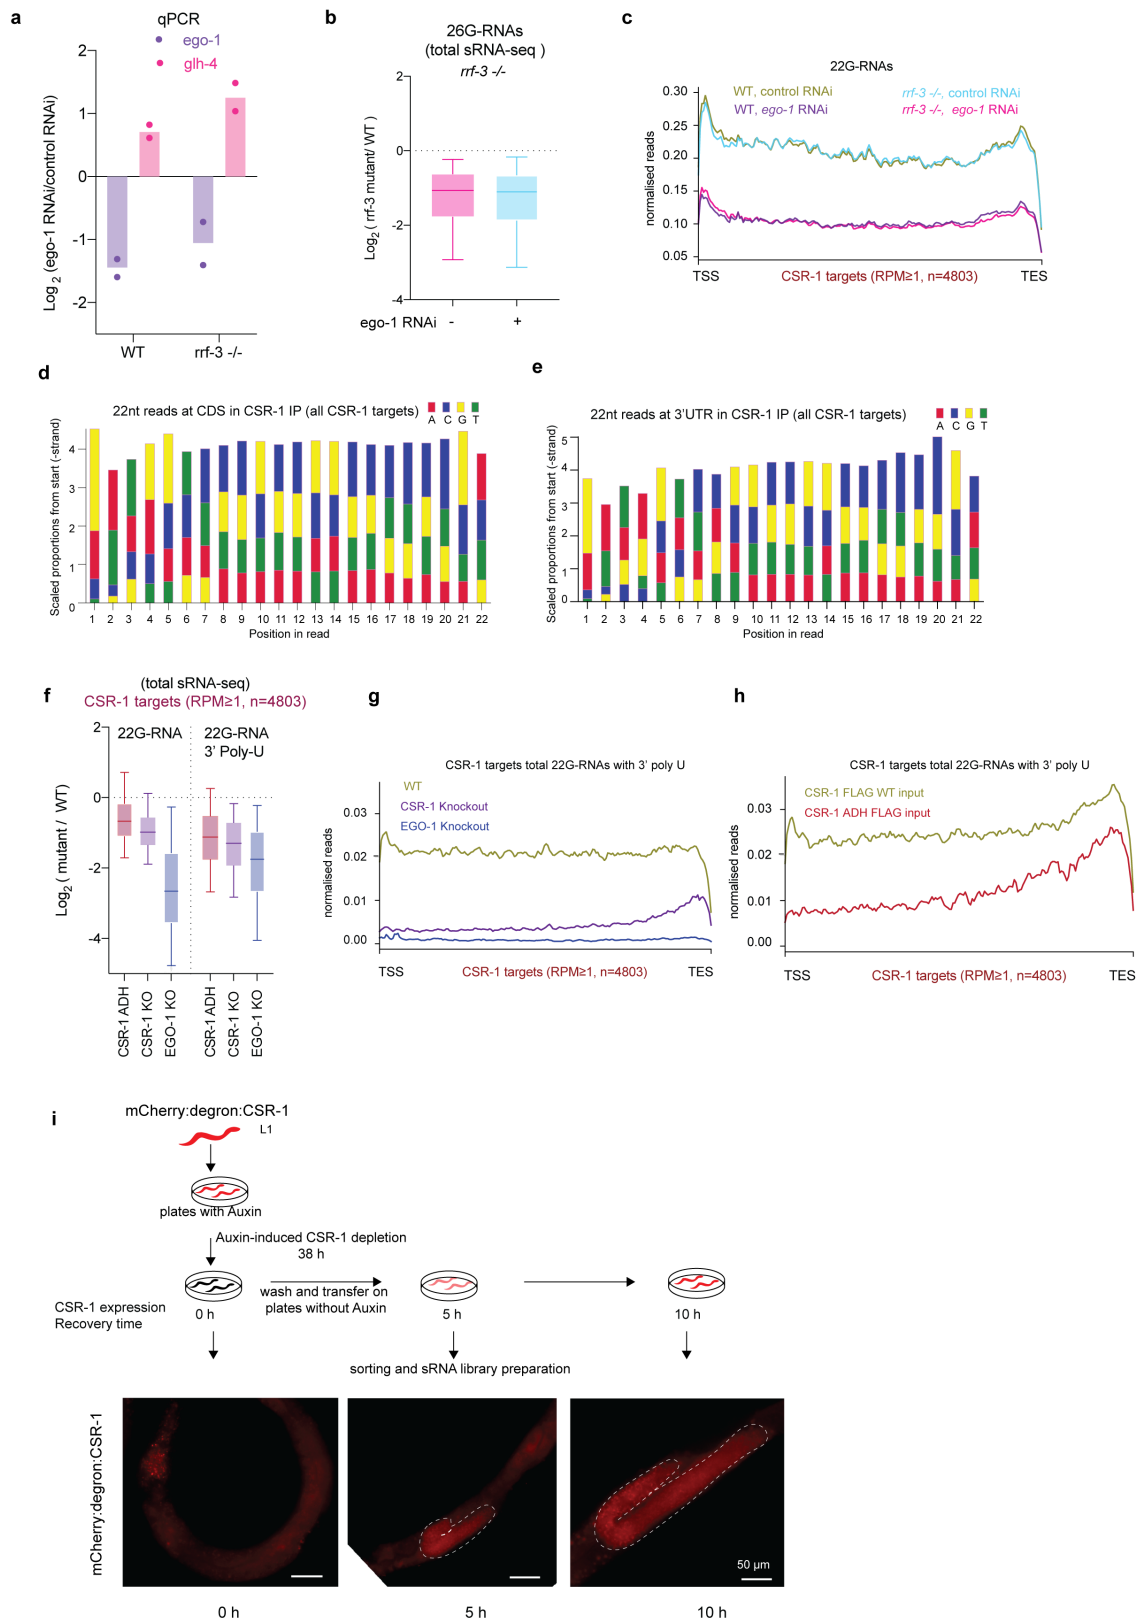 a
qPCR
ego-1
glh-4
Log2 (ego-1 RNAi/control RNAi)
2
1
0
-1
-2
WT
rrf-3 -/-
b
26G-RNAs
(total sRNA-seq )
rrf-3 -/-
Log2 ( rrf-3 mutant/ WT)
2
0
-2
-4
ego-1 RNAi - +
c
22G-RNAs
WT, control RNAi
rrf-3 -/-, control RNAi
WT, ego-1 RNAi
rrf-3 -/-, ego-1 RNAi
normalised reads
0.30
0.25
0.20
0.15
0.10
0.05
TSS
CSR-1 targets (RPM≥1, n=4803)
TES
d
22nt reads at CDS in CSR-1 IP (all CSR-1 targets)
A C G T
Scaled proportions from start (-strand)
4
3
2
1
0
1 2 3 4 5 6 7 8 9 10 11 12 13 14 15 16 17 18 19 20 21 22
Position in read
e
22nt reads at 3'UTR in CSR-1 IP (all CSR-1 targets)
A C G T
Scaled proportions from start (-strand)
5
4
3
2
1
0
1 2 3 4 5 6 7 8 9 10 11 12 13 14 15 16 17 18 19 20 21 22
Position in read
f
(total sRNA-seq)
CSR-1 targets (RPM≥1, n=4803)
22G-RNA
22G-RNA
3' Poly-U
Log2 ( mutant / WT)
2
0
-2
-4
CSR-1 ADH
CSR-1 KO
EGO-1 KO
CSR-1 ADH
CSR-1 KO
EGO-1 KO
g
CSR-1 targets total 22G-RNAs with 3' poly U
WT
CSR-1 Knockout
EGO-1 Knockout
normalised reads
0.03
0.02
0.01
0.00
TSS
CSR-1 targets (RPM≥1, n=4803)
TES
h
CSR-1 targets total 22G-RNAs with 3' poly U
CSR-1 FLAG WT input
CSR-1 ADH FLAG input
normalised reads
0.03
0.02
0.01
0.00
TSS
CSR-1 targets (RPM≥1, n=4803)
TES
i
mCherry:degron:CSR-1
L1
plates with Auxin
Auxin-induced CSR-1 depletion
38 h
wash and transfer on
plates without Auxin
CSR-1 expression
Recovery time
0 h
5 h
10 h
sorting and sRNA library preparation
mCherry:degron:CSR-1
50 µm
0 h
5 h
10 h